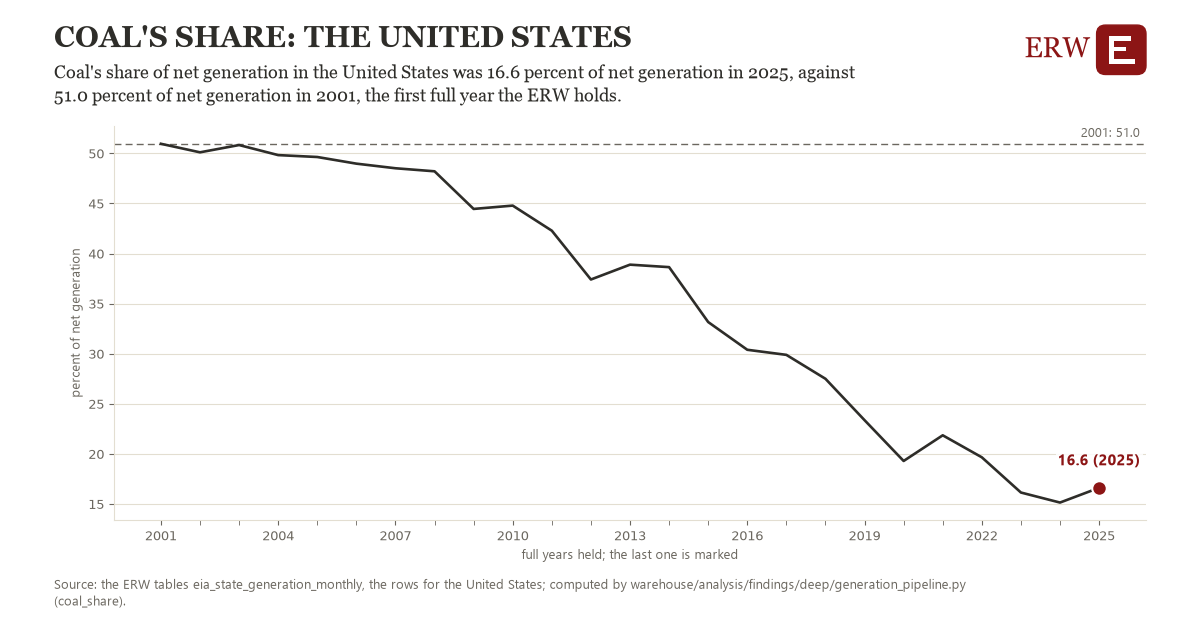 COAL'S SHARE: THE UNITED STATES
ERW E
Coal's share of net generation in the United States was 16.6 percent of net generation in 2025, against
51.0 percent of net generation in 2001, the first full year the ERW holds.
2001: 51.0
50
45
40
35
30
25
20
15
percent of net generation
16.6 (2025)
2001 2004 2007 2010 2013 2016 2019 2022 2025
full years held; the last one is marked
Source: the ERW tables eia_state_generation_monthly, the rows for the United States; computed by warehouse/analysis/findings/deep/generation_pipeline.py
(coal_share).